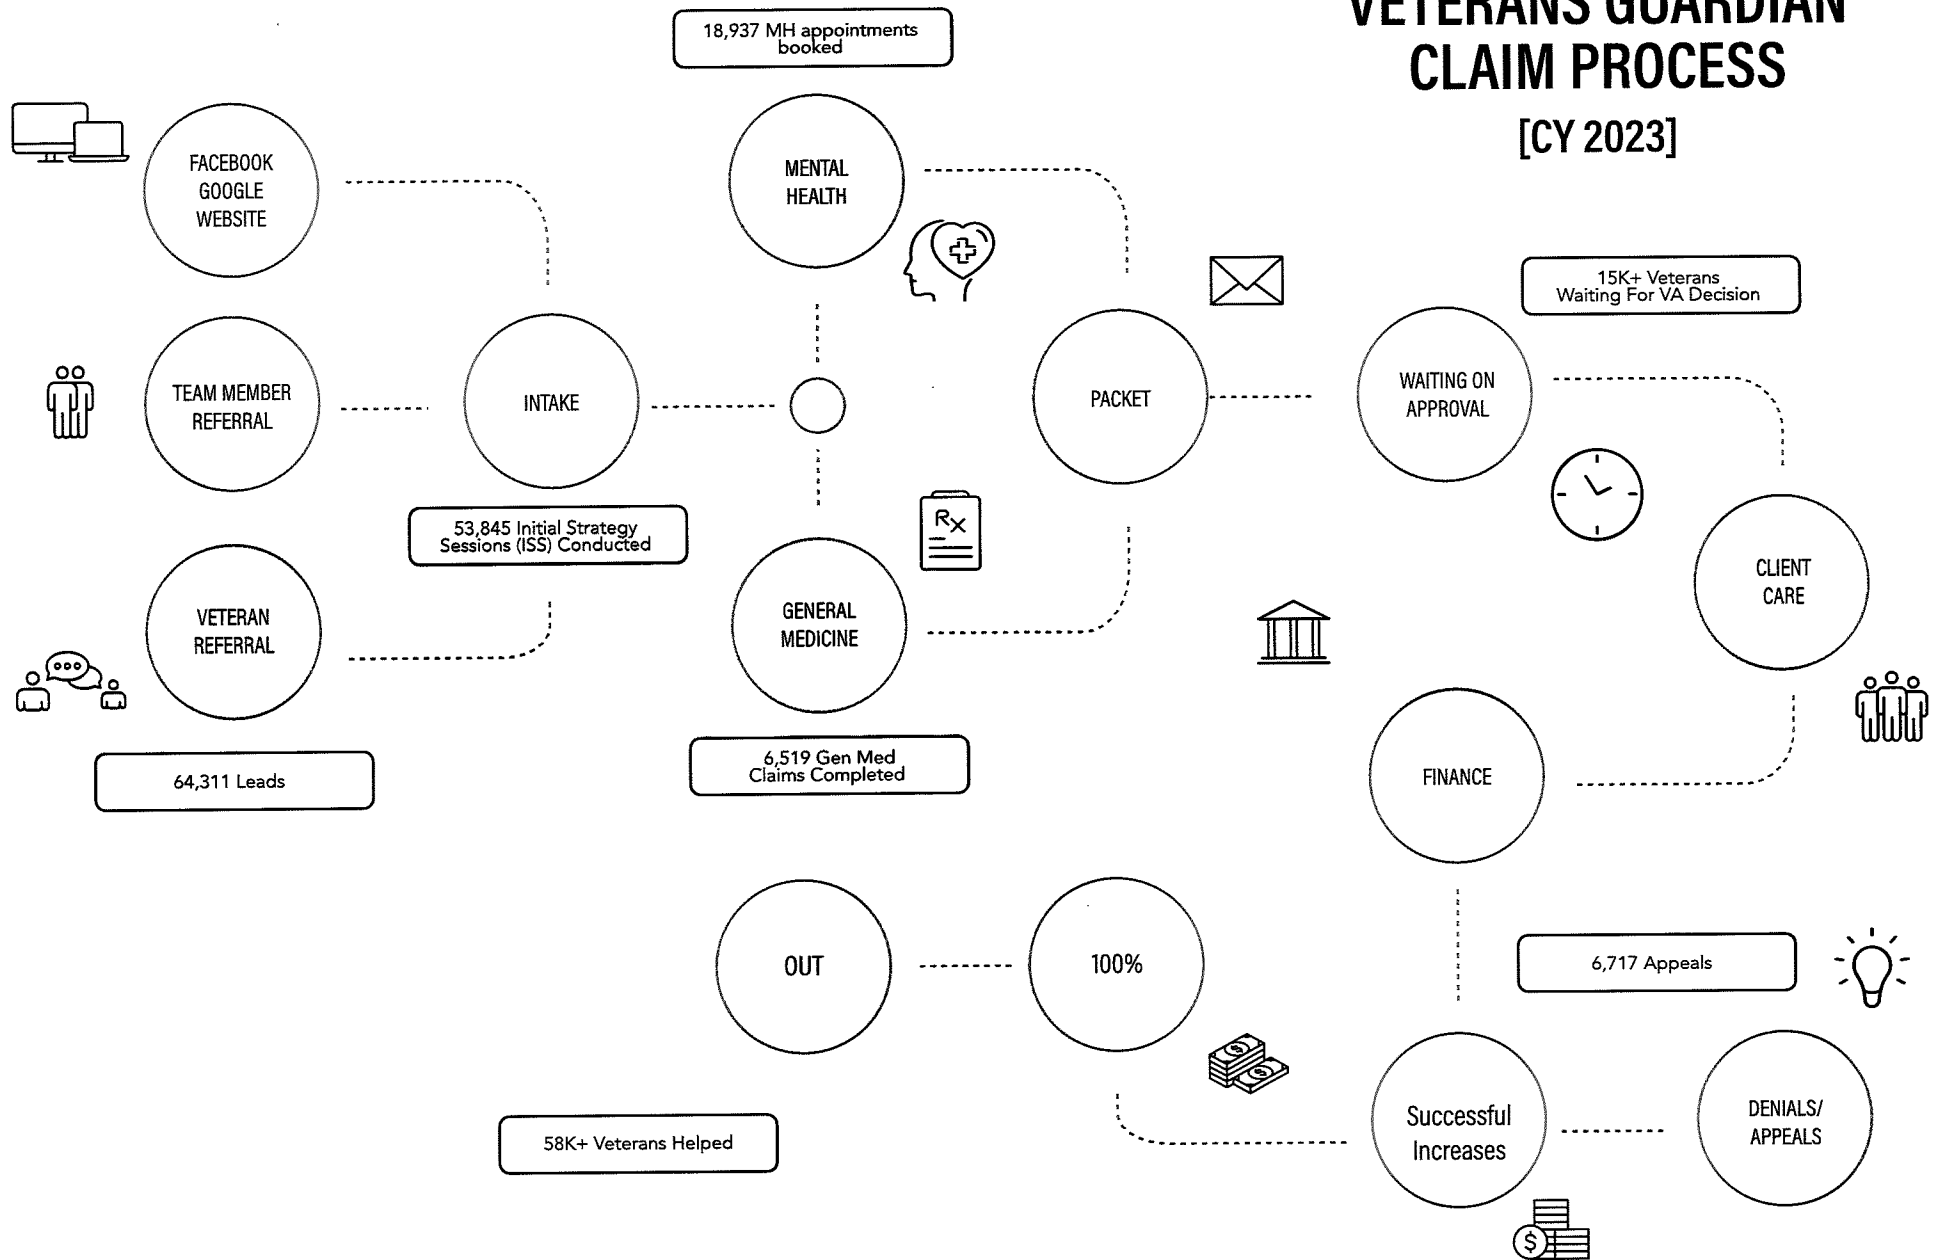 VETERANS GUARDIAN
CLAIM PROCESS
[CY 2023]
18,937 MH appointments
booked
FACEBOOK
GOOGLE
WEBSITE
MENTAL
HEALTH
15K+ Veterans
Waiting For VA Decision
TEAM MEMBER
REFERRAL
INTAKE
PACKET
WAITING ON
APPROVAL
53,845 Initial Strategy
Sessions (ISS) Conducted
Rx
CLIENT
CARE
VETERAN
REFERRAL
GENERAL
MEDICINE
64,311 Leads
6,519 Gen Med
Claims Completed
FINANCE
OUT
100%
6,717 Appeals
$
$
58K+ Veterans Helped
Successful
Increases
DENIALS/
APPEALS
$